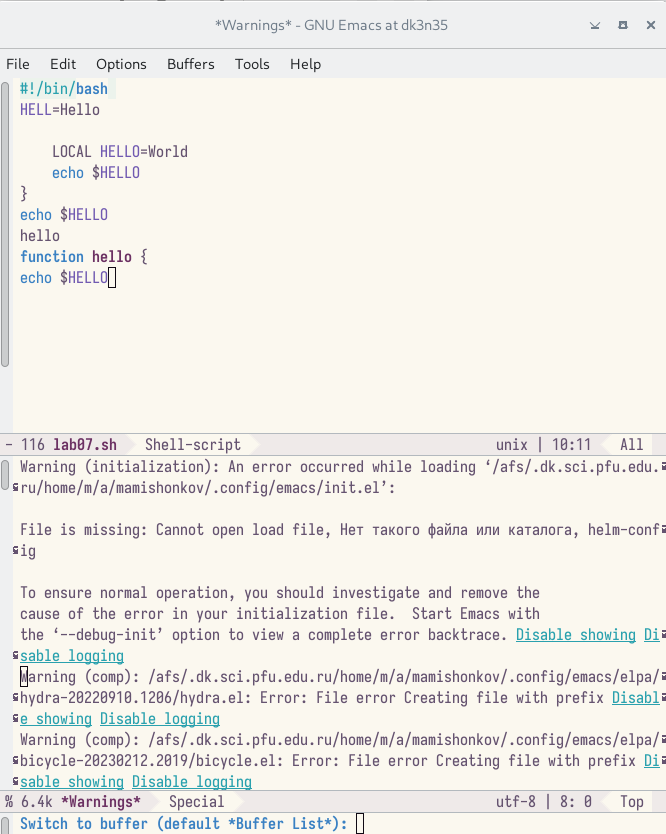 *Warnings* - GNU Emacs at dk3n35
File Edit Options Buffers Tools Help
#!/bin/bash
HELL=Hello
LOCAL HELLO=World
echo $HELLO
}
echo $HELLO
hello
function hello {
echo $HELLO
- 116 lab07.sh Shell-script unix | 10:11 All
Warning (initialization): An error occurred while loading ‘/afs/.dk.sci.pfu.edu.
ru/home/m/a/mamishonkov/.config/emacs/init.el’:
File is missing: Cannot open load file, Нет такого файла или каталога, helm-conf
ig
To ensure normal operation, you should investigate and remove the
cause of the error in your initialization file.  Start Emacs with
the ‘--debug-init’ option to view a complete error backtrace. Disable showing Di
sable logging
Warning (comp): /afs/.dk.sci.pfu.edu.ru/home/m/a/mamishonkov/.config/emacs/elpa/
hydra-20220910.1206/hydra.el: Error: File error Creating file with prefix Disabl
e showing Disable logging
Warning (comp): /afs/.dk.sci.pfu.edu.ru/home/m/a/mamishonkov/.config/emacs/elpa/
bicycle-20230212.2019/bicycle.el: Error: File error Creating file with prefix Di
sable showing Disable logging
% 6.4k *Warnings* Special utf-8 | 8: 0 Top
Switch to buffer (default *Buffer List*):